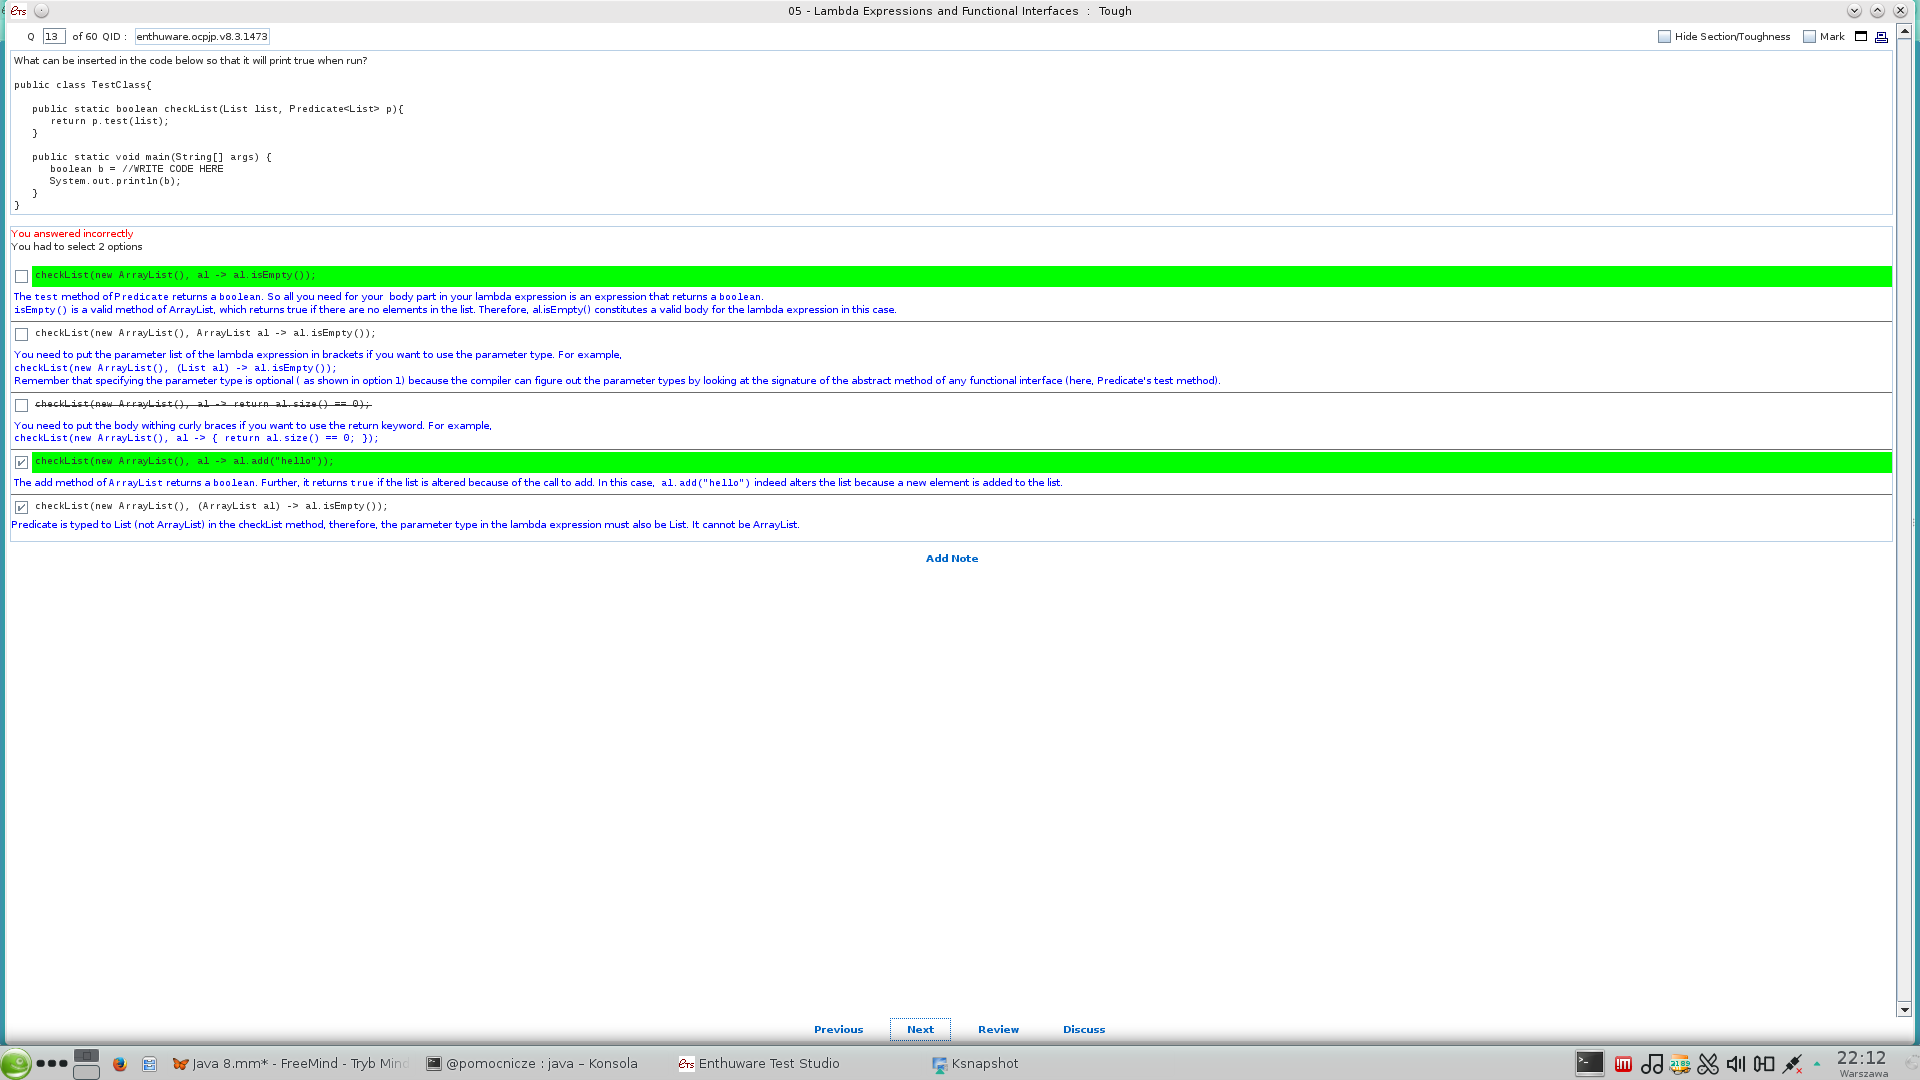 ETS
05 - Lambda Expressions and Functional Interfaces : Tough
Q 13 of 60 QID : enthuware.ocpjp.v8.3.1473
Hide Section/Toughness Mark
What can be inserted in the code below so that it will print true when run?
public class TestClass{
public static boolean checkList(List list, Predicate<List> p){
return p.test(list);
}
public static void main(String[] args) {
boolean b = //WRITE CODE HERE
System.out.println(b);
}
}
You answered incorrectly
You had to select 2 options
checkList(new ArrayList(), al -> al.isEmpty());
The test method of Predicate returns a boolean. So all you need for your body part in your lambda expression is an expression that returns a boolean.
isEmpty() is a valid method of ArrayList, which returns true if there are no elements in the list. Therefore, al.isEmpty() constitutes a valid body for the lambda expression in this case.
checkList(new ArrayList(), ArrayList al -> al.isEmpty());
You need to put the parameter list of the lambda expression in brackets if you want to use the parameter type. For example,
checkList(new ArrayList(), (List al) -> al.isEmpty());
Remember that specifying the parameter type is optional ( as shown in option 1) because the compiler can figure out the parameter types by looking at the signature of the abstract method of any functional interface (here, Predicate's test method).
checkList(new ArrayList(), al -> return al.size() == 0);
You need to put the body withing curly braces if you want to use the return keyword. For example,
checkList(new ArrayList(), al -> { return al.size() == 0; });
checkList(new ArrayList(), al -> al.add("hello"));
The add method of ArrayList returns a boolean. Further, it returns true if the list is altered because of the call to add. In this case, al.add("hello") indeed alters the list because a new element is added to the list.
checkList(new ArrayList(), (ArrayList al) -> al.isEmpty());
Predicate is typed to List (not ArrayList) in the checkList method, therefore, the parameter type in the lambda expression must also be List. It cannot be ArrayList.
Add Note
Previous Next Review Discuss
Java 8.mm* - FreeMind - Tryb Mind
@pomocnicze : java – Konsola
ETS Enthuware Test Studio
Ksnapshot
22:12
Warszawa